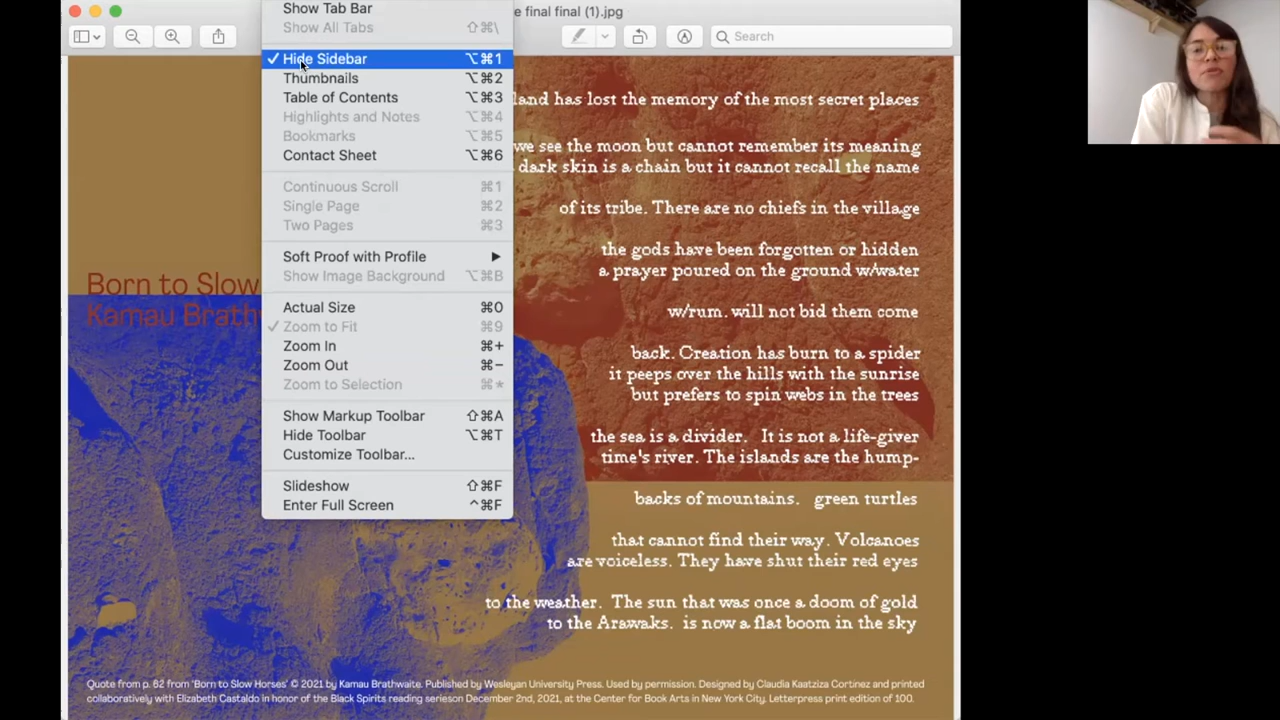 e final final (1).jpg
Search
Show Tab Bar
Show All Tabs ⇧⌘\
✓ Hide Sidebar ⌥⌘1
Thumbnails ⌥⌘2
Table of Contents ⌥⌘3
Highlights and Notes ⌥⌘4
Bookmarks ⌥⌘5
Contact Sheet ⌥⌘6
Continuous Scroll ⌘1
Single Page ⌘2
Two Pages ⌘3
Soft Proof with Profile ▶
Show Image Background ⌥⌘B
Actual Size ⌘0
✓ Zoom to Fit ⌘9
Zoom In ⌘+
Zoom Out ⌘−
Zoom to Selection ⌘*
Show Markup Toolbar ⇧⌘A
Hide Toolbar ⌥⌘T
Customize Toolbar...
Slideshow ⇧⌘F
Enter Full Screen ^⌘F
Born to Slow
Kamau Brathw
land has lost the memory of the most secret places
we see the moon but cannot remember its meaning
dark skin is a chain but it cannot recall the name
of its tribe. There are no chiefs in the village
the gods have been forgotten or hidden
a prayer poured on the ground w/water
w/rum. will not bid them come
back. Creation has burn to a spider
it peeps over the hills with the sunrise
but prefers to spin webs in the trees
the sea is a divider. It is not a life-giver
time's river. The islands are the hump-
backs of mountains. green turtles
that cannot find their way. Volcanoes
are voiceless. They have shut their red eyes
to the weather. The sun that was once a doom of gold
to the Arawaks. is now a flat boom in the sky
Quote from p. 62 from 'Born to Slow Horses' © 2021 by Kamau Brathwaite. Published by Wesleyan University Press. Used by permission. Designed by Claudia Kaatziza Cortinez and printed
collaboratively with Elizabeth Castaldo in honor of the Black Spirits reading serieson December 2nd, 2021, at the Center for Book Arts in New York City. Letterpress print edition of 100.